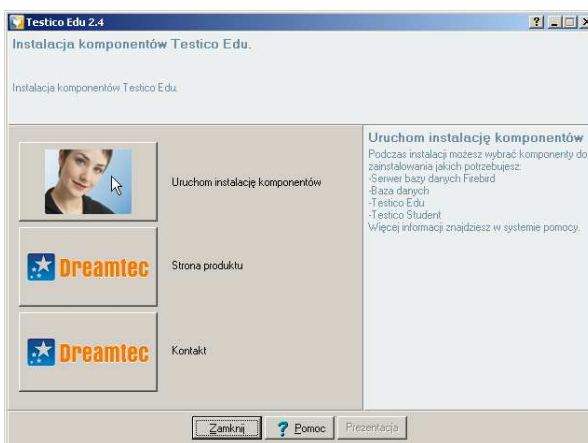 Testico Edu 2.4
Instalacja komponentów Testico Edu.
Instalacja komponentów Testico Edu.
Uruchom instalację komponentów
Dreamtec
Strona produktu
Dreamtec
Kontakt
Uruchom instalację komponentów
Podczas instalacji możesz wybrać komponenty do
zainstalowania jakich potrzebujesz:
-Serwer bazy danych Firebird
-Baza danych
-Testico Edu
-Testico Student
Więcej informacji znajdziesz w systemie pomocy.
Zamknij
? Pomoc
Prezentacja